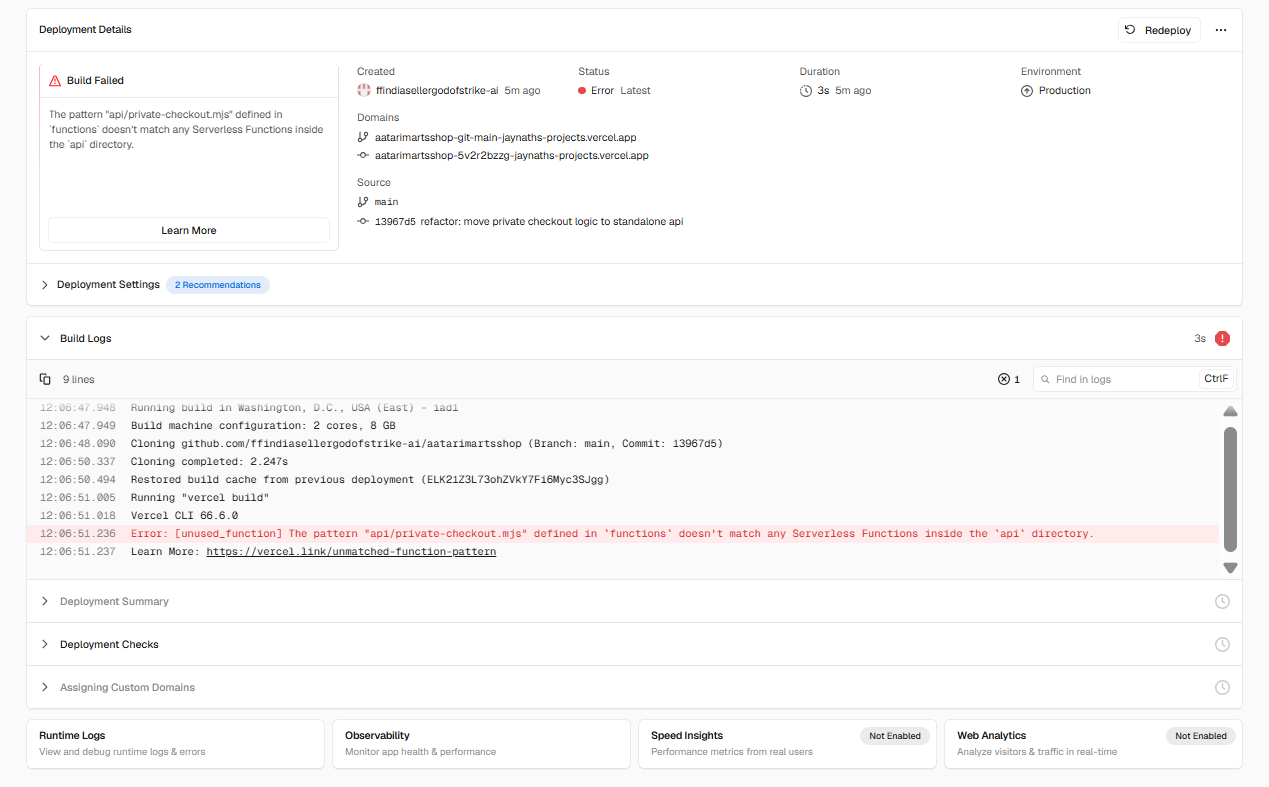 Deployment Details
Redeploy
Build Failed
The pattern "api/private-checkout.mjs" defined in
`functions` doesn't match any Serverless Functions inside
the `api` directory.
Learn More
Created
ffindiasellergodofstrike-ai 5m ago
Status
Error Latest
Duration
3s 5m ago
Environment
Production
Domains
aatarimartsshop-git-main-jaynaths-projects.vercel.app
aatarimartsshop-5v2r2bzzg-jaynaths-projects.vercel.app
Source
main
13967d5 refactor: move private checkout logic to standalone api
Deployment Settings 2 Recommendations
Build Logs
3s
9 lines
1
Find in logs
CtrlF
12:06:47.948 Running build in Washington, D.C., USA (East) – iad1
12:06:47.949 Build machine configuration: 2 cores, 8 GB
12:06:48.090 Cloning github.com/ffindiasellergodofstrike-ai/aatarimartsshop (Branch: main, Commit: 13967d5)
12:06:50.337 Cloning completed: 2.247s
12:06:50.494 Restored build cache from previous deployment (ELK21Z3L73ohZVkY7Fi6Myc3SJgg)
12:06:51.005 Running "vercel build"
12:06:51.018 Vercel CLI 66.6.0
12:06:51.236 Error: [unused_function] The pattern "api/private-checkout.mjs" defined in `functions` doesn't match any Serverless Functions inside the `api` directory.
12:06:51.237 Learn More: https://vercel.link/unmatched-function-pattern
Deployment Summary
Deployment Checks
Assigning Custom Domains
Runtime Logs
View and debug runtime logs & errors
Observability
Monitor app health & performance
Speed Insights
Not Enabled
Performance metrics from real users
Web Analytics
Not Enabled
Analyze visitors & traffic in real-time